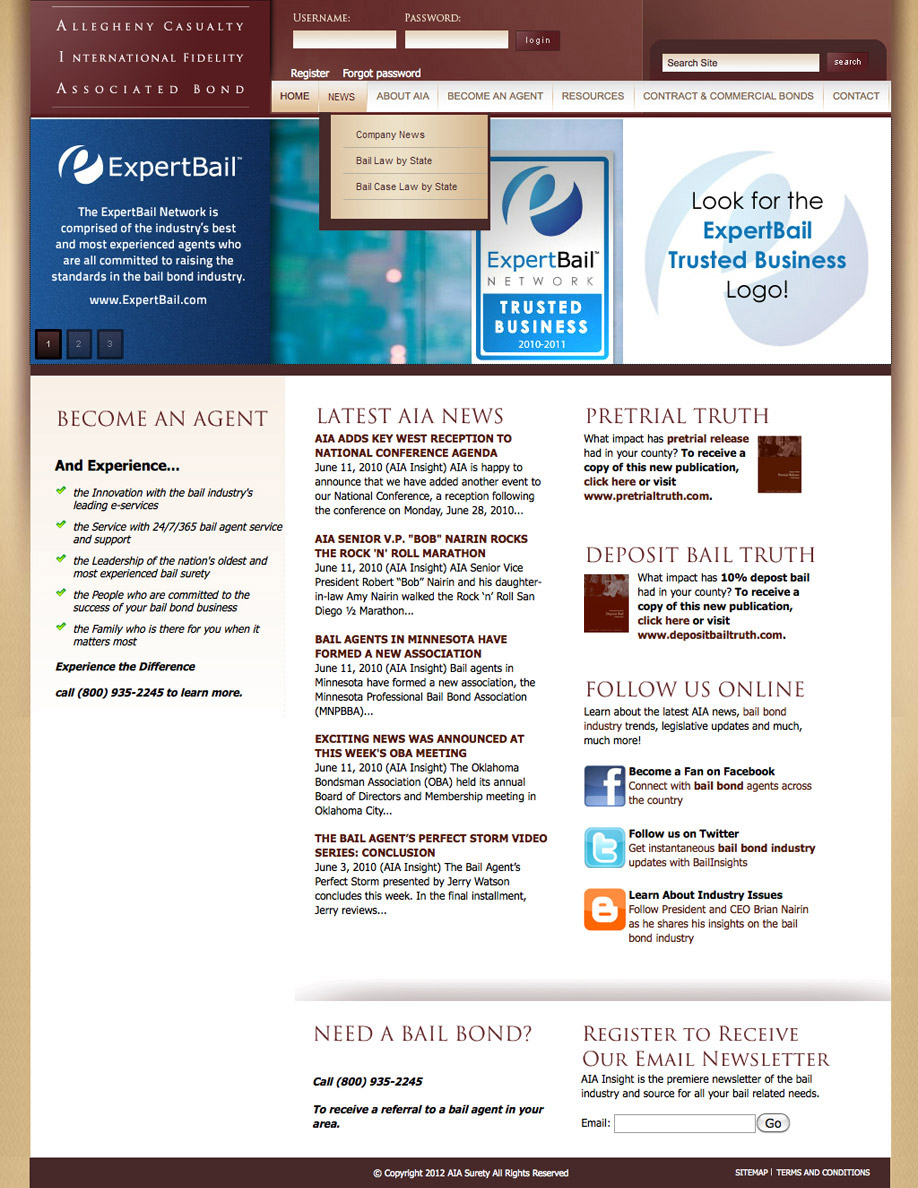 ALLEGHENY CASUALTY
INTERNATIONAL FIDELITY
ASSOCIATED BOND
USERNAME:
PASSWORD:
login
Register
Forgot password
Search Site
search
HOME
NEWS
ABOUT AIA
BECOME AN AGENT
RESOURCES
CONTRACT & COMMERCIAL BONDS
CONTACT
Company News
Bail Law by State
Bail Case Law by State
ExpertBail™
The ExpertBail Network is
comprised of the industry's best
and most experienced agents who
are all committed to raising the
standards in the bail bond industry.
www.ExpertBail.com
1
2
3
ExpertBail™
NETWORK
TRUSTED
BUSINESS
2010-2011
Look for the
ExpertBail
Trusted Business
Logo!
BECOME AN AGENT
And Experience...
the Innovation with the bail industry's
leading e-services
the Service with 24/7/365 bail agent service
and support
the Leadership of the nation's oldest and
most experienced bail surety
the People who are committed to the
success of your bail bond business
the Family who is there for you when it
matters most
Experience the Difference
call (800) 935-2245 to learn more.
LATEST AIA NEWS
AIA ADDS KEY WEST RECEPTION TO
NATIONAL CONFERENCE AGENDA
June 11, 2010 (AIA Insight) AIA is happy to
announce that we have added another event to
our National Conference, a reception following
the conference on Monday, June 28, 2010...
AIA SENIOR V.P. "BOB" NAIRIN ROCKS
THE ROCK 'N' ROLL MARATHON
June 11, 2010 (AIA Insight) AIA Senior Vice
President Robert “Bob” Nairin and his daughter-
in-law Amy Nairin walked the Rock ‘n’ Roll San
Diego ½ Marathon...
BAIL AGENTS IN MINNESOTA HAVE
FORMED A NEW ASSOCIATION
June 11, 2010 (AIA Insight) Bail agents in
Minnesota have formed a new association, the
Minnesota Professional Bail Bond Association
(MNPBBA)...
EXCITING NEWS WAS ANNOUNCED AT
THIS WEEK'S OBA MEETING
June 11, 2010 (AIA Insight) The Oklahoma
Bondsman Association (OBA) held its annual
Board of Directors and Membership meeting in
Oklahoma City...
THE BAIL AGENT’S PERFECT STORM VIDEO
SERIES: CONCLUSION
June 3, 2010 (AIA Insight) The Bail Agent’s
Perfect Storm presented by Jerry Watson
concludes this week. In the final installment,
Jerry reviews...
PRETRIAL TRUTH
What impact has pretrial release
had in your county? To receive a
copy of this new publication,
click here or visit
www.pretrialtruth.com.
DEPOSIT BAIL TRUTH
What impact has 10% depost bail
had in your county? To receive a
copy of this new publication,
click here or visit
www.depositbailtruth.com.
FOLLOW US ONLINE
Learn about the latest AIA news, bail bond
industry trends, legislative updates and much,
much more!
Become a Fan on Facebook
Connect with bail bond agents across
the country
Follow us on Twitter
Get instantaneous bail bond industry
updates with BailInsights
Learn About Industry Issues
Follow President and CEO Brian Nairin
as he shares his insights on the bail
bond industry
NEED A BAIL BOND?
Call (800) 935-2245
To receive a referral to a bail agent in your
area.
REGISTER TO RECEIVE
OUR EMAIL NEWSLETTER
AIA Insight is the premiere newsletter of the bail
industry and source for all your bail related needs.
Email:
Go
© Copyright 2012 AIA Surety All Rights Reserved
SITEMAP | TERMS AND CONDITIONS